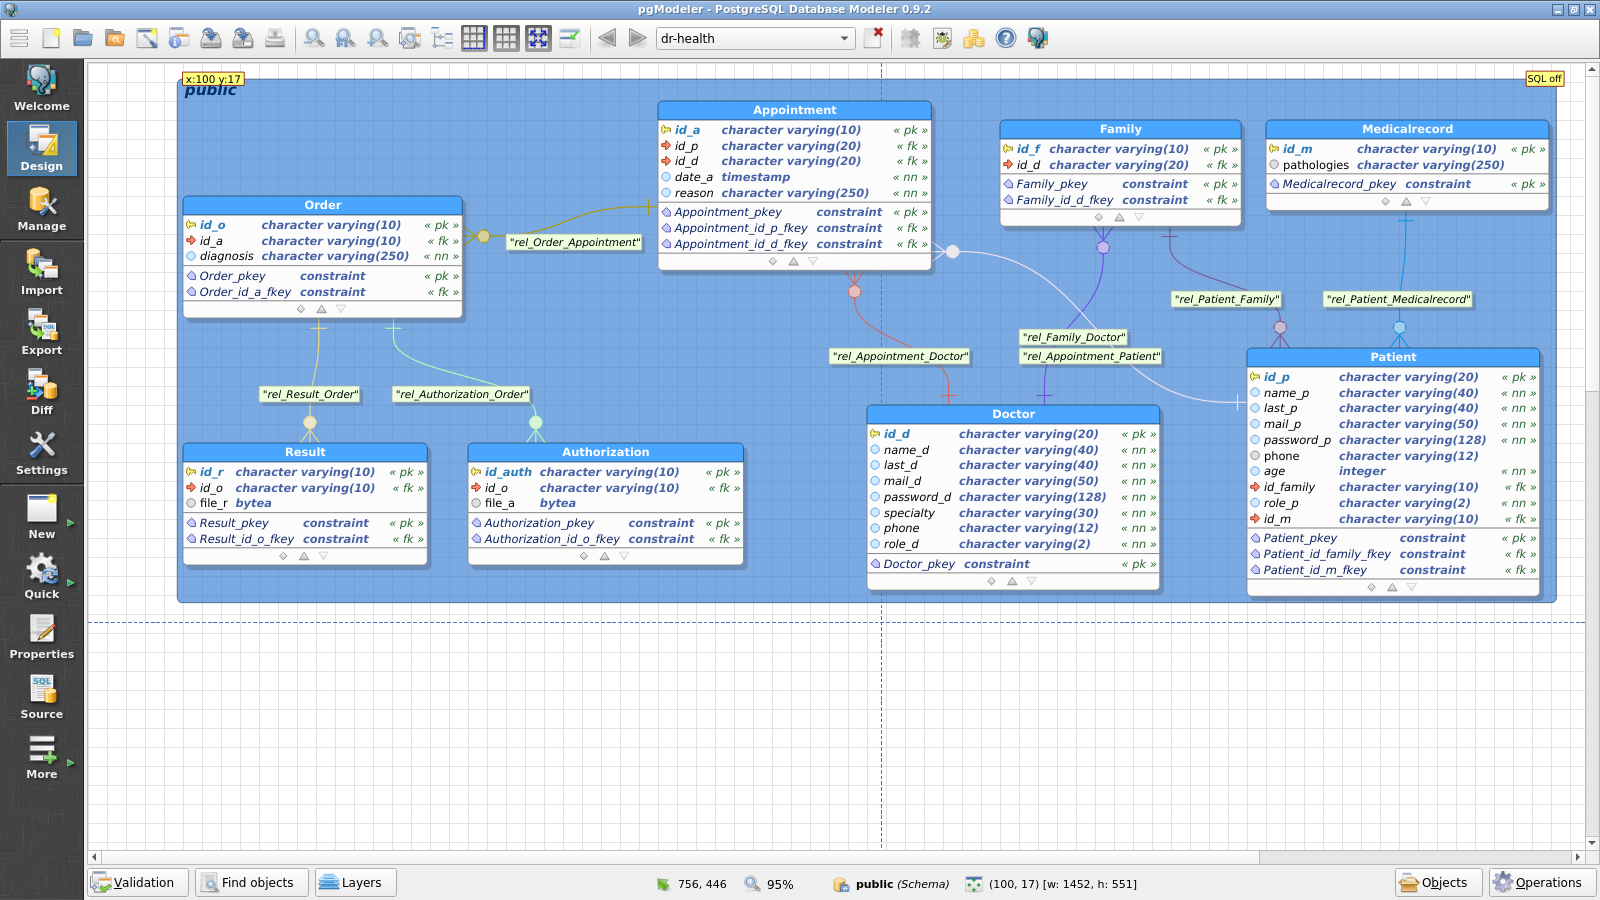 pgModeler - PostgreSQL Database Modeler 0.9.2
dr-health
Welcome
Design
Manage
Import
Export
Diff
Settings
New
Quick
Properties
Source
More
x:100 y:17
SQL off
public
Appointment
id_a character varying(10) « pk »
id_p character varying(20) « fk »
id_d character varying(20) « fk »
date_a timestamp « nn »
reason character varying(250) « nn »
Appointment_pkey constraint « pk »
Appointment_id_p_fkey constraint « fk »
Appointment_id_d_fkey constraint « fk »
Family
id_f character varying(10) « pk »
id_d character varying(20) « fk »
Family_pkey constraint « pk »
Family_id_d_fkey constraint « fk »
Medicalrecord
id_m character varying(10) « pk »
pathologies character varying(250)
Medicalrecord_pkey constraint « pk »
Order
id_o character varying(10) « pk »
id_a character varying(10) « fk »
diagnosis character varying(250) « nn »
Order_pkey constraint « pk »
Order_id_a_fkey constraint « fk »
"rel_Order_Appointment"
"rel_Patient_Family"
"rel_Patient_Medicalrecord"
"rel_Family_Doctor"
"rel_Appointment_Doctor"
"rel_Appointment_Patient"
"rel_Result_Order"
"rel_Authorization_Order"
Result
id_r character varying(10) « pk »
id_o character varying(10) « fk »
file_r bytea
Result_pkey constraint « pk »
Result_id_o_fkey constraint « fk »
Authorization
id_auth character varying(10) « pk »
id_o character varying(10) « fk »
file_a bytea
Authorization_pkey constraint « pk »
Authorization_id_o_fkey constraint « fk »
Doctor
id_d character varying(20) « pk »
name_d character varying(40) « nn »
last_d character varying(40) « nn »
mail_d character varying(50) « nn »
password_d character varying(128) « nn »
specialty character varying(30) « nn »
phone character varying(12) « nn »
role_d character varying(2) « nn »
Doctor_pkey constraint « pk »
Patient
id_p character varying(20) « pk »
name_p character varying(40) « nn »
last_p character varying(40) « nn »
mail_p character varying(50) « nn »
password_p character varying(128) « nn »
phone character varying(12)
age integer « nn »
id_family character varying(10) « fk »
role_p character varying(2) « nn »
id_m character varying(10) « fk »
Patient_pkey constraint « pk »
Patient_id_family_fkey constraint « fk »
Patient_id_m_fkey constraint « fk »
Validation
Find objects
Layers
756, 446
95%
public (Schema)
(100, 17) [w: 1452, h: 551]
Objects
Operations